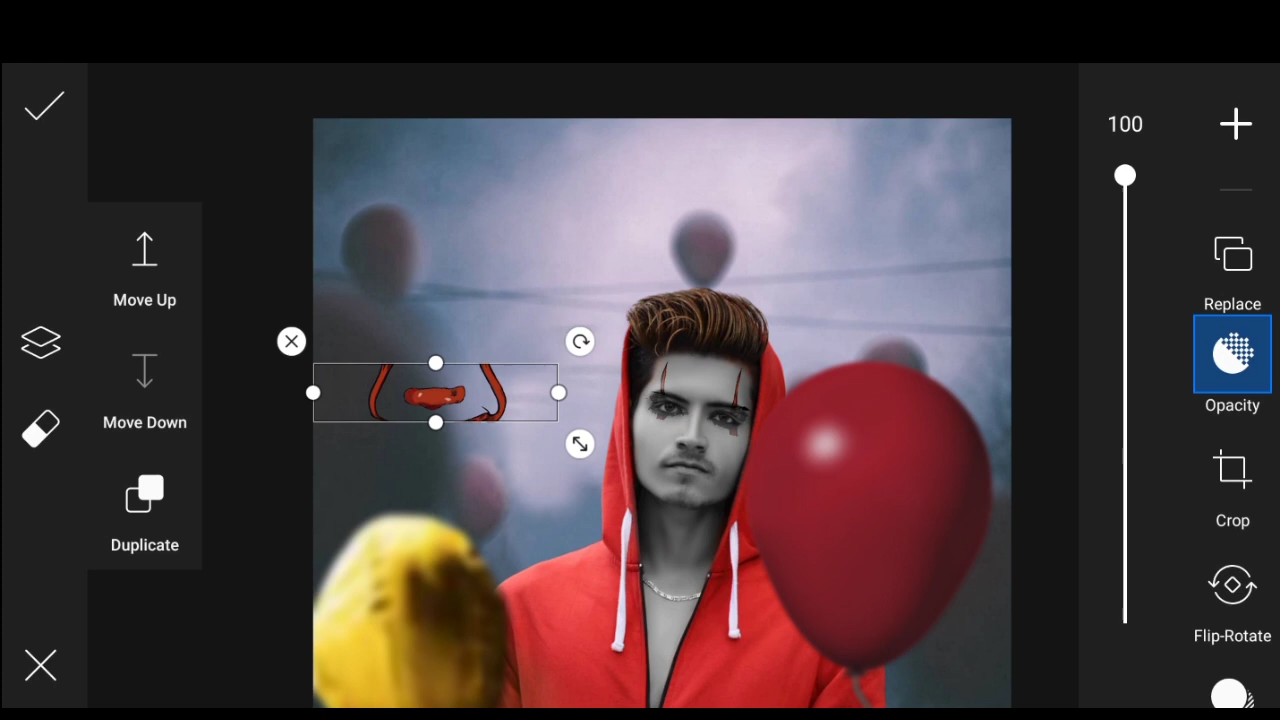 Move Up
Move Down
Duplicate
100
Replace
Opacity
Crop
Flip-Rotate